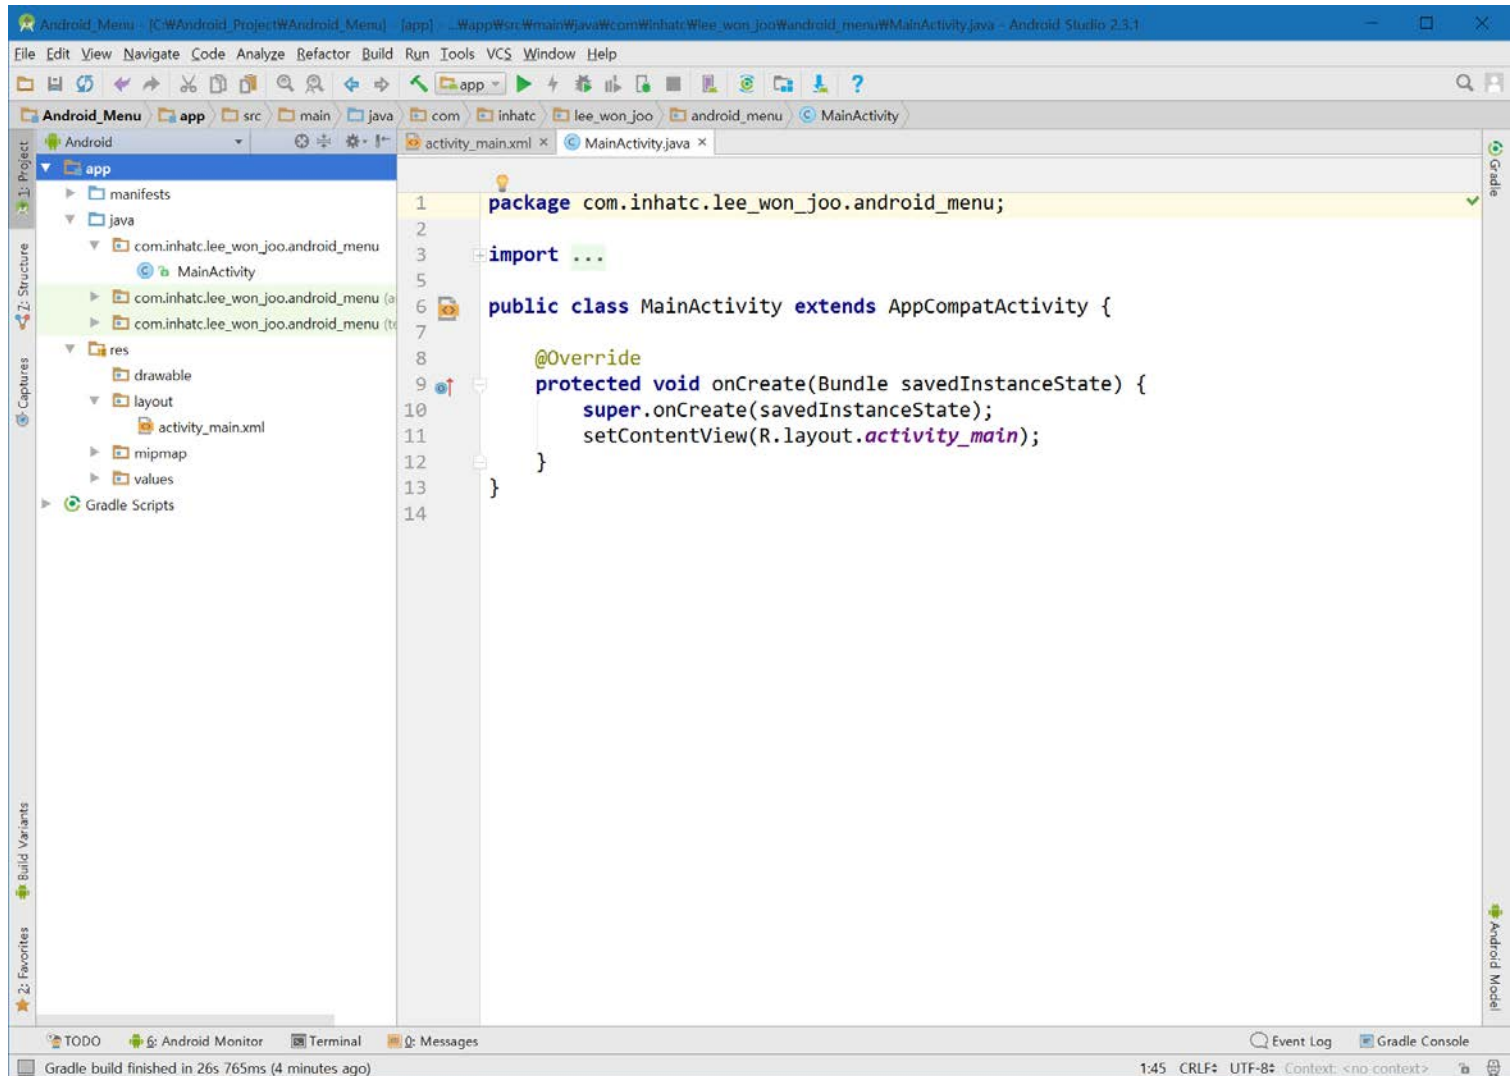 Android_Menu - [C:₩Android_Project₩Android_Menu] - [app] - ...₩app₩src₩main₩java₩com₩inhatc₩lee_won_joo₩android_menu₩MainActivity.java - Android Studio 2.3.1
File Edit View Navigate Code Analyze Refactor Build Run Tools VCS Window Help
app
Android_Menu app src main java com inhatc lee_won_joo android_menu MainActivity
Android
activity_main.xml MainActivity.java
1: Project
Z: Structure
Captures
Build Variants
2: Favorites
app
manifests
java
com.inhatc.lee_won_joo.android_menu
MainActivity
com.inhatc.lee_won_joo.android_menu (a
com.inhatc.lee_won_joo.android_menu (te
res
drawable
layout
activity_main.xml
mipmap
values
Gradle Scripts
1 package com.inhatc.lee_won_joo.android_menu;
2
3 import ...
5
6 public class MainActivity extends AppCompatActivity {
7
8 @Override
9 protected void onCreate(Bundle savedInstanceState) {
10 super.onCreate(savedInstanceState);
11 setContentView(R.layout.activity_main);
12 }
13 }
14
Gradle
Android Model
TODO 6: Android Monitor Terminal 0: Messages Event Log Gradle Console
Gradle build finished in 26s 765ms (4 minutes ago) 1:45 CRLF UTF-8 Context: <no context>